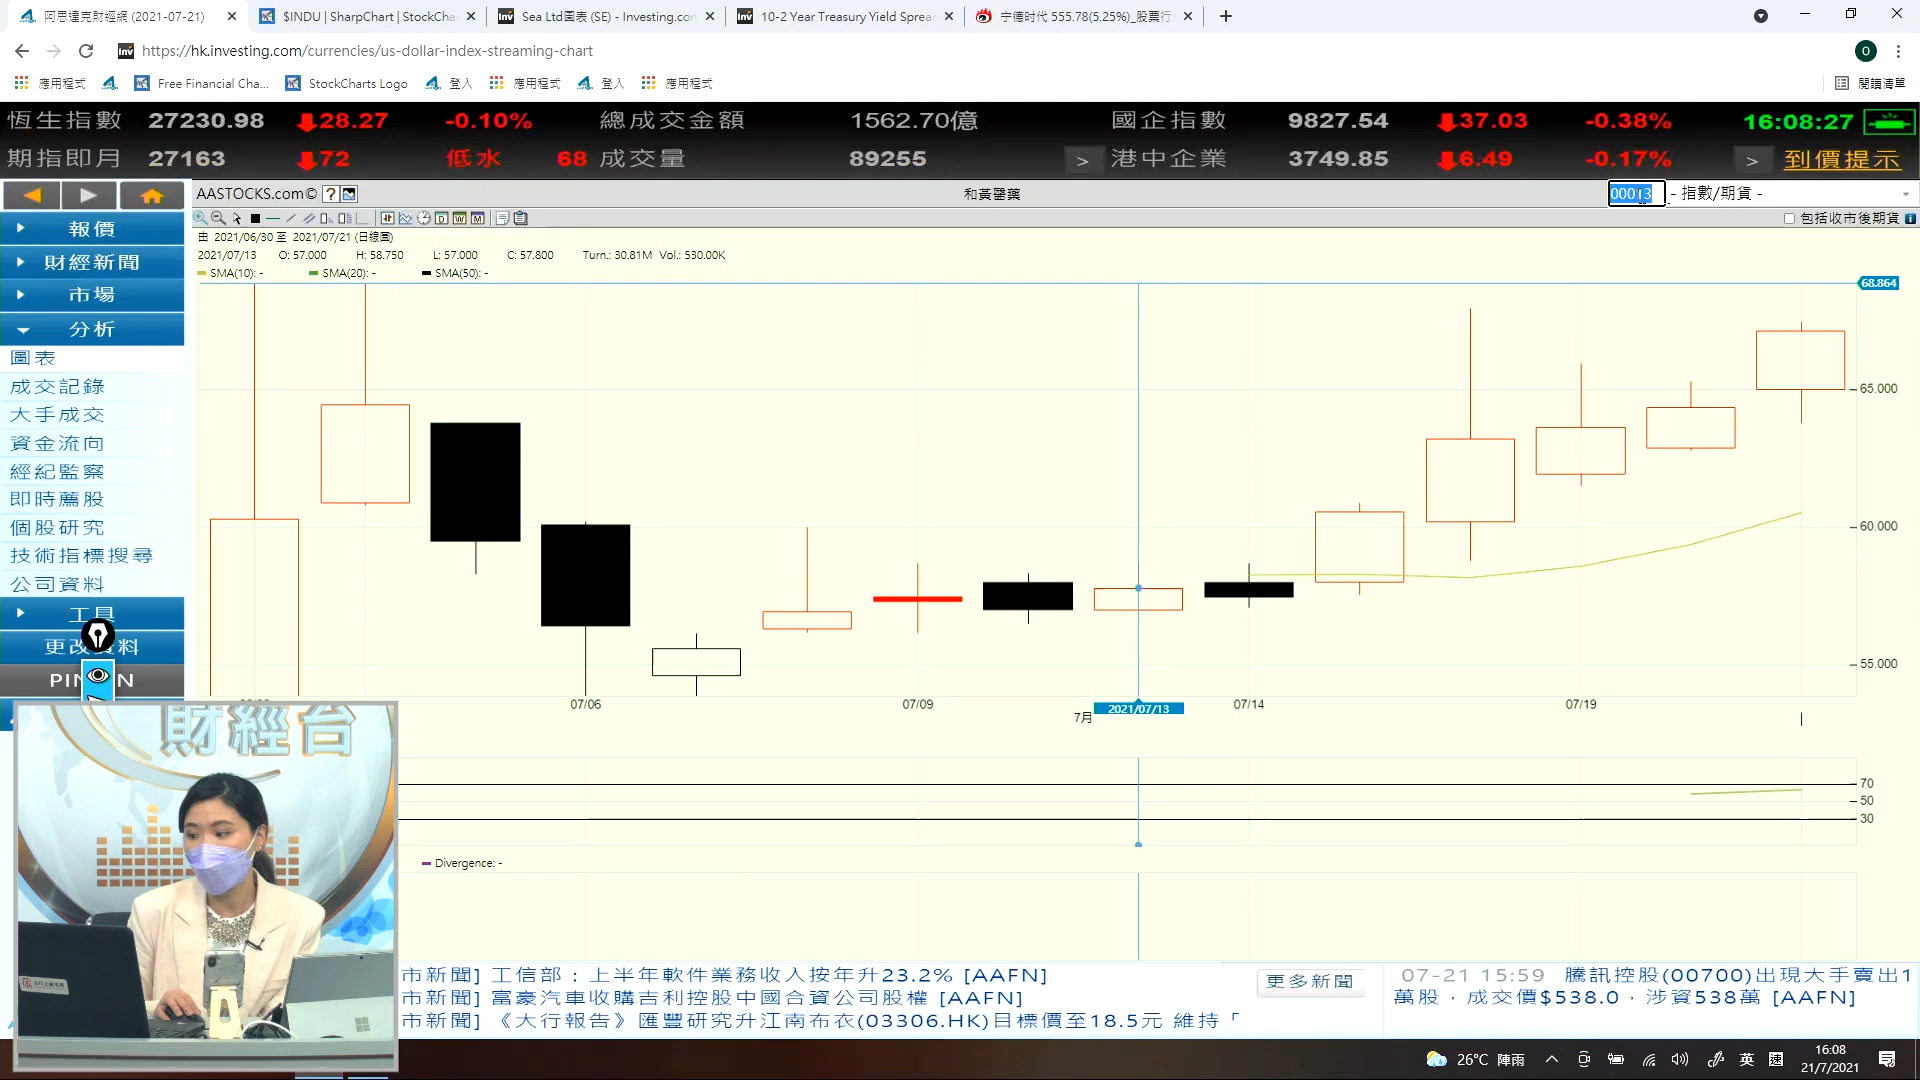 阿思達克財經網 (2021-07-21)
$INDU | SharpChart | StockCha
Sea Ltd圖表 (SE) - Investing.con
10-2 Year Treasury Yield Spread
宁德时代 555.78(5.25%)_股票行
https://hk.investing.com/currencies/us-dollar-index-streaming-chart
O
應用程式
Free Financial Cha...
StockCharts Logo
登入
應用程式
登入
應用程式
閱讀清單
恆生指數 27230.98 28.27 -0.10% 總成交金額 1562.70億 國企指數 9827.54 37.03 -0.38% 16:08:27
期指即月 27163 72 低水 68 成交量 89255 > 港中企業 3749.85 6.49 -0.17% > 到價提示
AASTOCKS.com© ? 和黃醫藥 00013 - 指數/期貨 -
包括收市後期貨
由 2021/06/30 至 2021/07/21 (日線圖)
2021/07/13 O: 57.000 H: 58.750 L: 57.000 C: 57.800 Turn.: 30.81M Vol.: 530.00K
SMA(10): - SMA(20): - SMA(50): -
報價
財經新聞
市場
分析
圖表
成交記錄
大手成交
資金流向
經紀監察
即時薦股
個股研究
技術指標搜尋
公司資料
工具
更改資料
68.864
65.000
60.000
55.000
07/06
07/09
7月
2021/07/13
07/14
07/19
70
50
30
Divergence: -
財經台
市新聞] 工信部：上半年軟件業務收入按年升23.2% [AAFN]
市新聞] 富豪汽車收購吉利控股中國合資公司股權 [AAFN]
市新聞] 《大行報告》匯豐研究升江南布衣(03306.HK)目標價至18.5元 維持「
更多新聞
07-21 15:59 騰訊控股(00700)出現大手賣出1
萬股，成交價$538.0，涉資538萬 [AAFN]
26°C 陣雨
英
速
16:08
21/7/2021